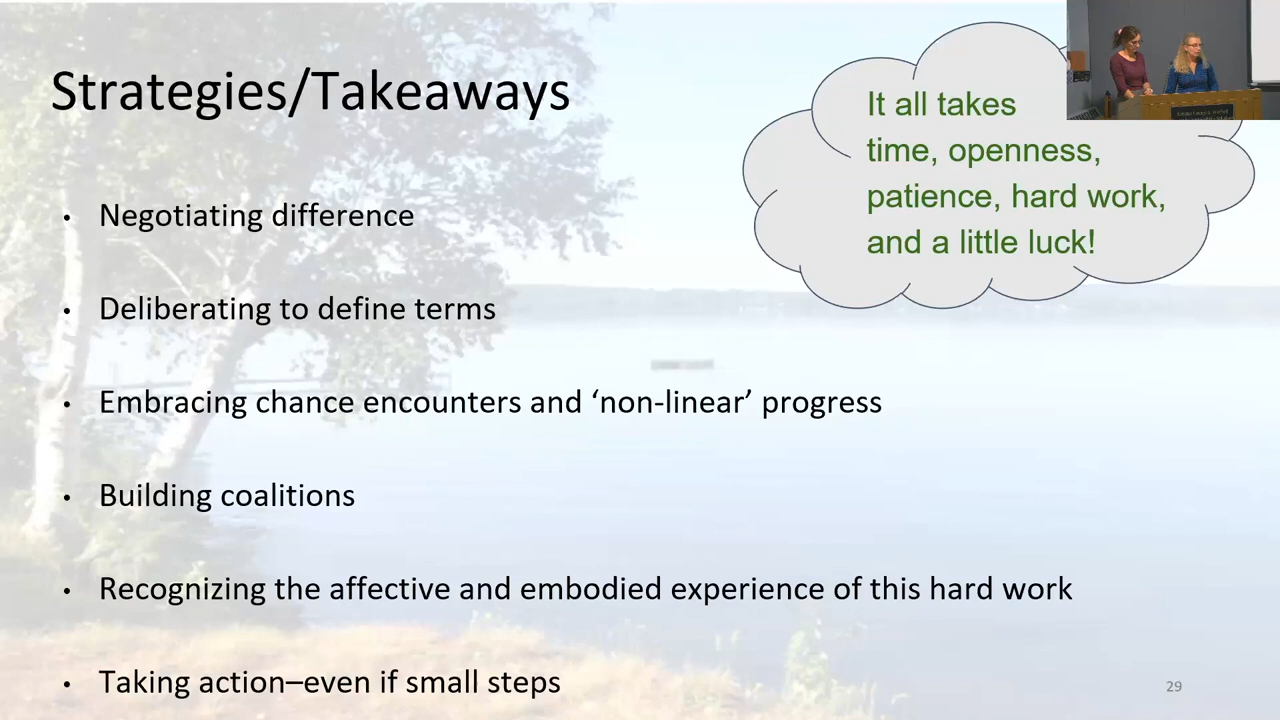 Strategies/Takeaways
It all takes
time, openness,
patience, hard work,
and a little luck!
• Negotiating difference
• Deliberating to define terms
• Embracing chance encounters and ‘non-linear’ progress
• Building coalitions
• Recognizing the affective and embodied experience of this hard work
• Taking action–even if small steps
29